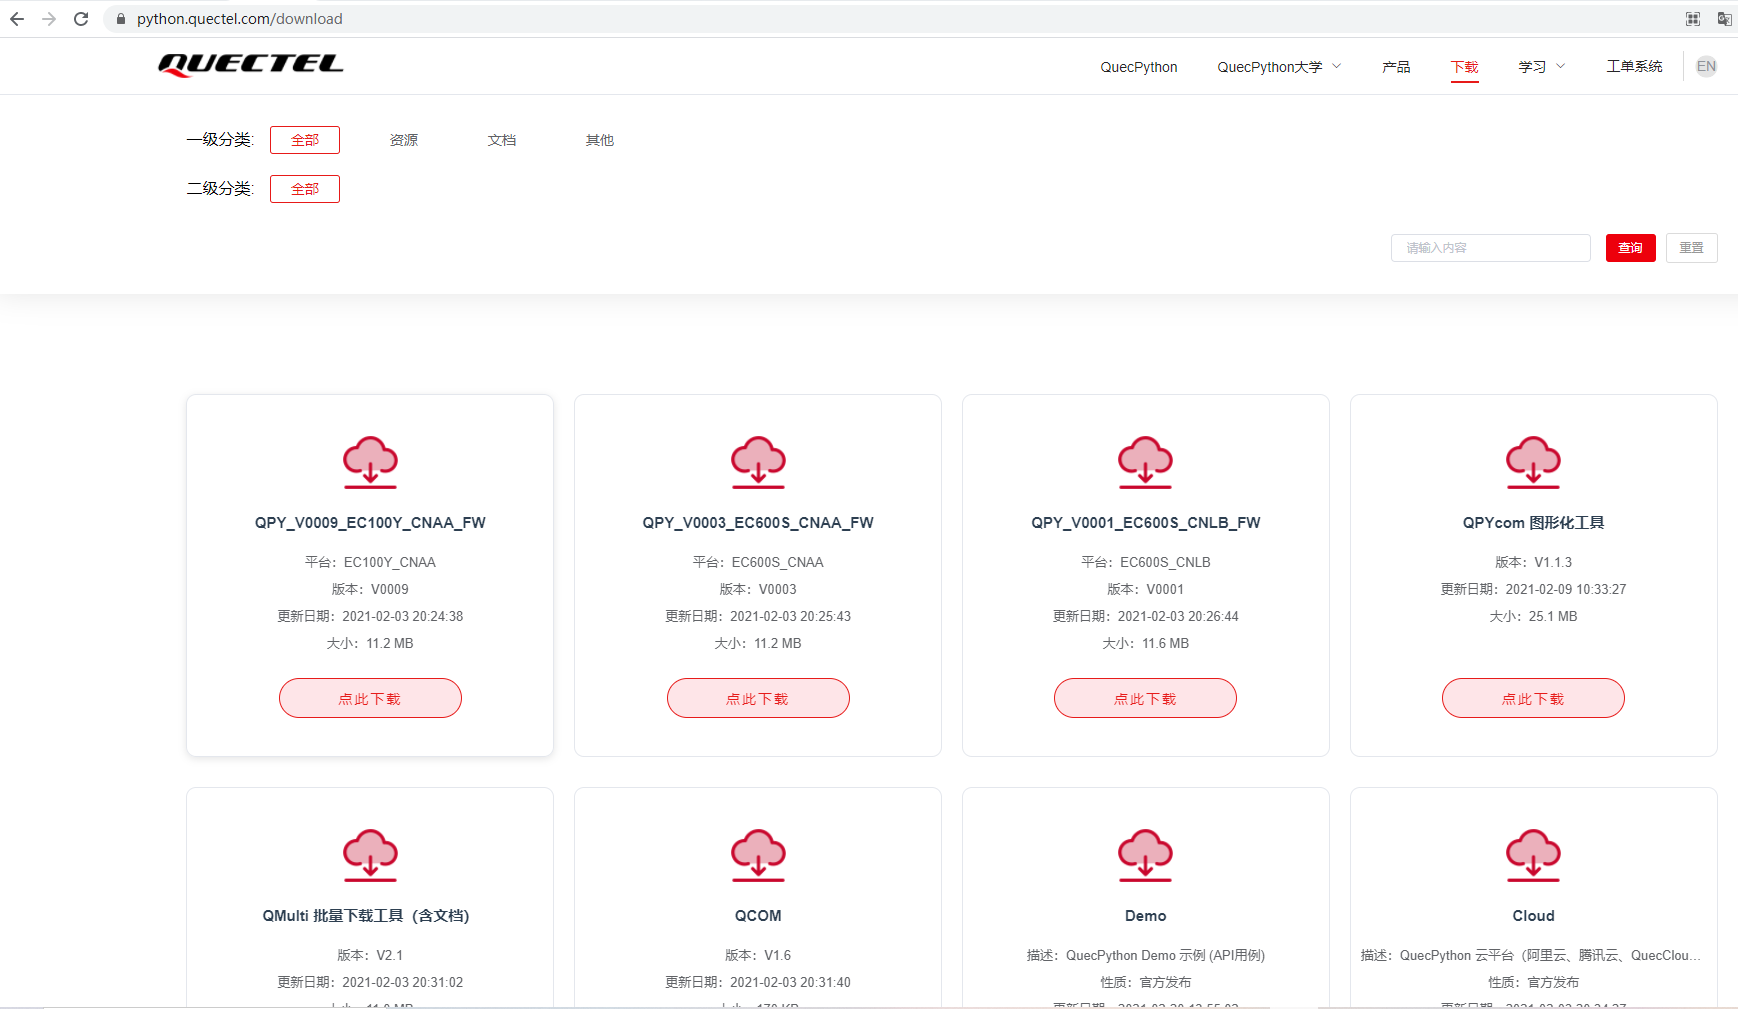 python.quectel.com/download
QUECTEL
QuecPython QuecPython大学 产品 下载 学习 工单系统 EN
一级分类: 全部 资源 文档 其他
二级分类: 全部
请输入内容 查询 重置
QPY_V0009_EC100Y_CNAA_FW
平台：EC100Y_CNAA
版本：V0009
更新日期：2021-02-03 20:24:38
大小：11.2 MB
点此下载
QPY_V0003_EC600S_CNAA_FW
平台：EC600S_CNAA
版本：V0003
更新日期：2021-02-03 20:25:43
大小：11.2 MB
点此下载
QPY_V0001_EC600S_CNLB_FW
平台：EC600S_CNLB
版本：V0001
更新日期：2021-02-03 20:26:44
大小：11.6 MB
点此下载
QPYcom 图形化工具
版本：V1.1.3
更新日期：2021-02-09 10:33:27
大小：25.1 MB
点此下载
QMulti 批量下载工具（含文档)
版本：V2.1
更新日期：2021-02-03 20:31:02
QCOM
版本：V1.6
更新日期：2021-02-03 20:31:40
Demo
描述：QuecPython Demo 示例 (API用例)
性质：官方发布
Cloud
描述：QuecPython 云平台（阿里云、腾讯云、QuecClou...
性质：官方发布